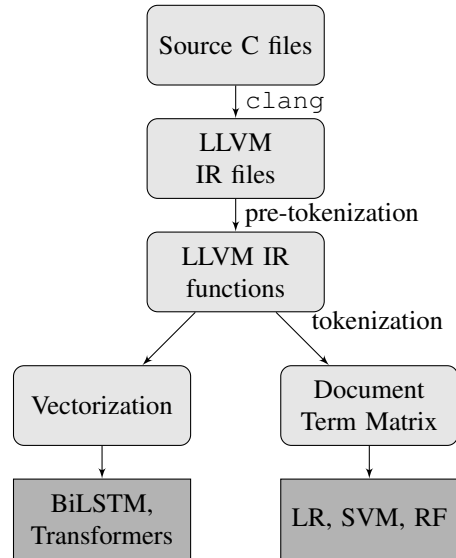 Source C files
clang
LLVM
IR files
pre-tokenization
LLVM IR
functions
tokenization
Vectorization
Document
Term Matrix
BiLSTM,
Transformers
LR, SVM, RF